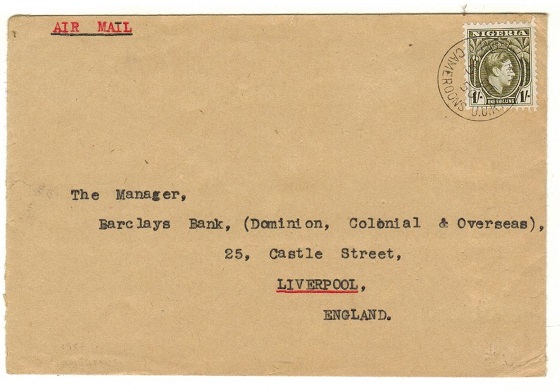 AIR MAIL
NIGERIA
1/- ONE SHILLING 1/-
CAMEROONS U.U.K
The Manager,
Barclays Bank, (Dominion, Colonial & Overseas),
25, Castle Street,
LIVERPOOL,
ENGLAND.